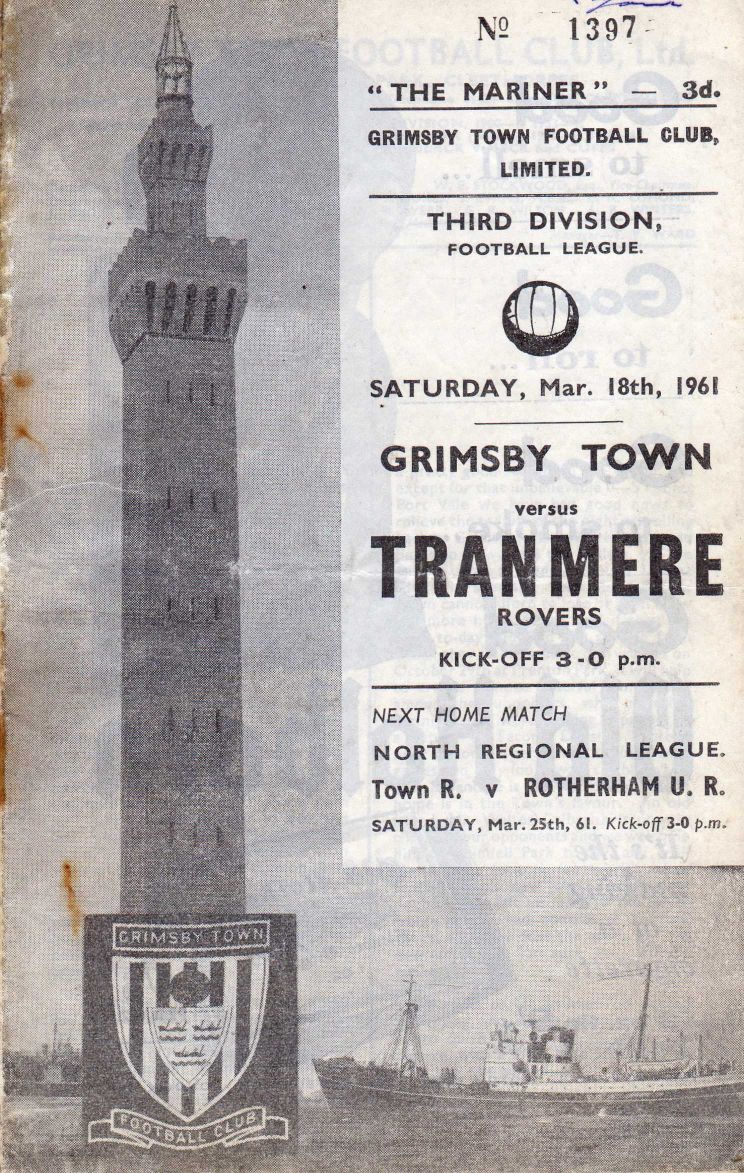 Nº 1397
"THE MARINER" — 3d.
GRIMSBY TOWN FOOTBALL CLUB,
LIMITED.
THIRD DIVISION,
FOOTBALL LEAGUE.
SATURDAY, Mar. 18th, 1961
GRIMSBY TOWN
versus
TRANMERE
ROVERS
KICK-OFF 3-0 p.m.
NEXT HOME MATCH
NORTH REGIONAL LEAGUE.
Town R. v ROTHERHAM U. R.
SATURDAY, Mar. 25th, 61. Kick-off 3-0 p.m.
GRIMSBY TOWN
FOOTBALL CLUB